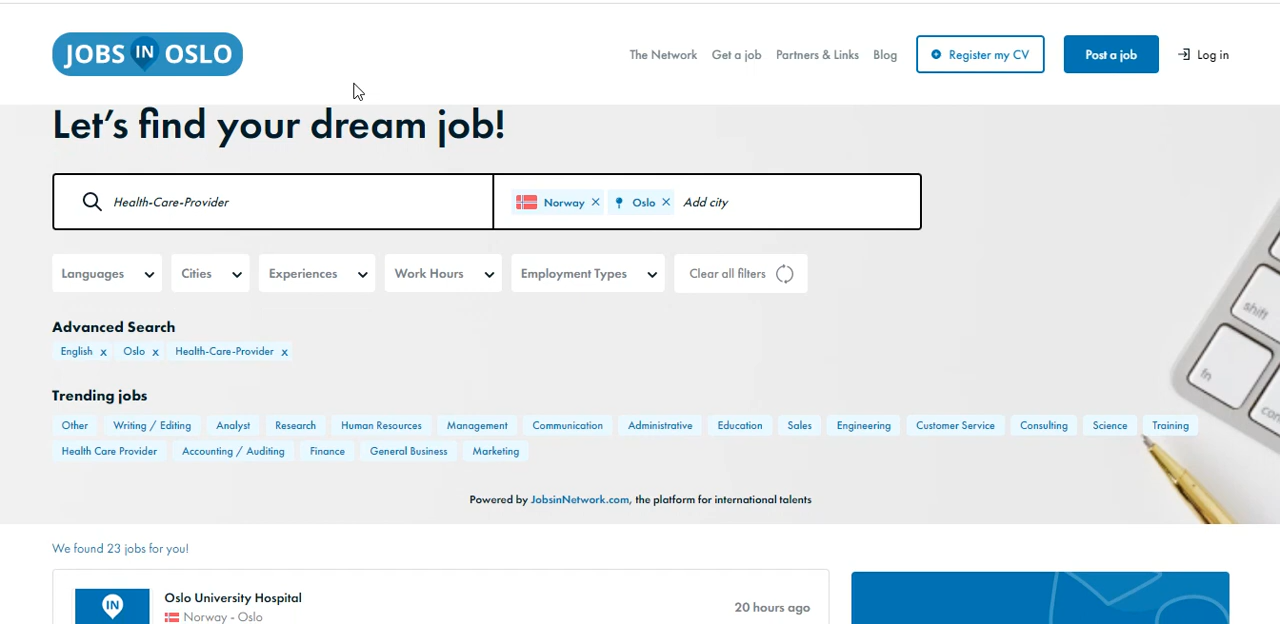 JOBS IN OSLO
The Network Get a job Partners & Links Blog Register my CV Post a job Log in
Let's find your dream job!
Health-Care-Provider Norway × Oslo × Add city
Languages Cities Experiences Work Hours Employment Types Clear all filters
Advanced Search
English x Oslo x Health-Care-Provider x
Trending jobs
Other Writing / Editing Analyst Research Human Resources Management Communication Administrative Education Sales Engineering Customer Service Consulting Science Training
Health Care Provider Accounting / Auditing Finance General Business Marketing
Powered by JobsinNetwork.com, the platform for international talents
We found 23 jobs for you!
IN Oslo University Hospital
Norway - Oslo 20 hours ago
shift
fn